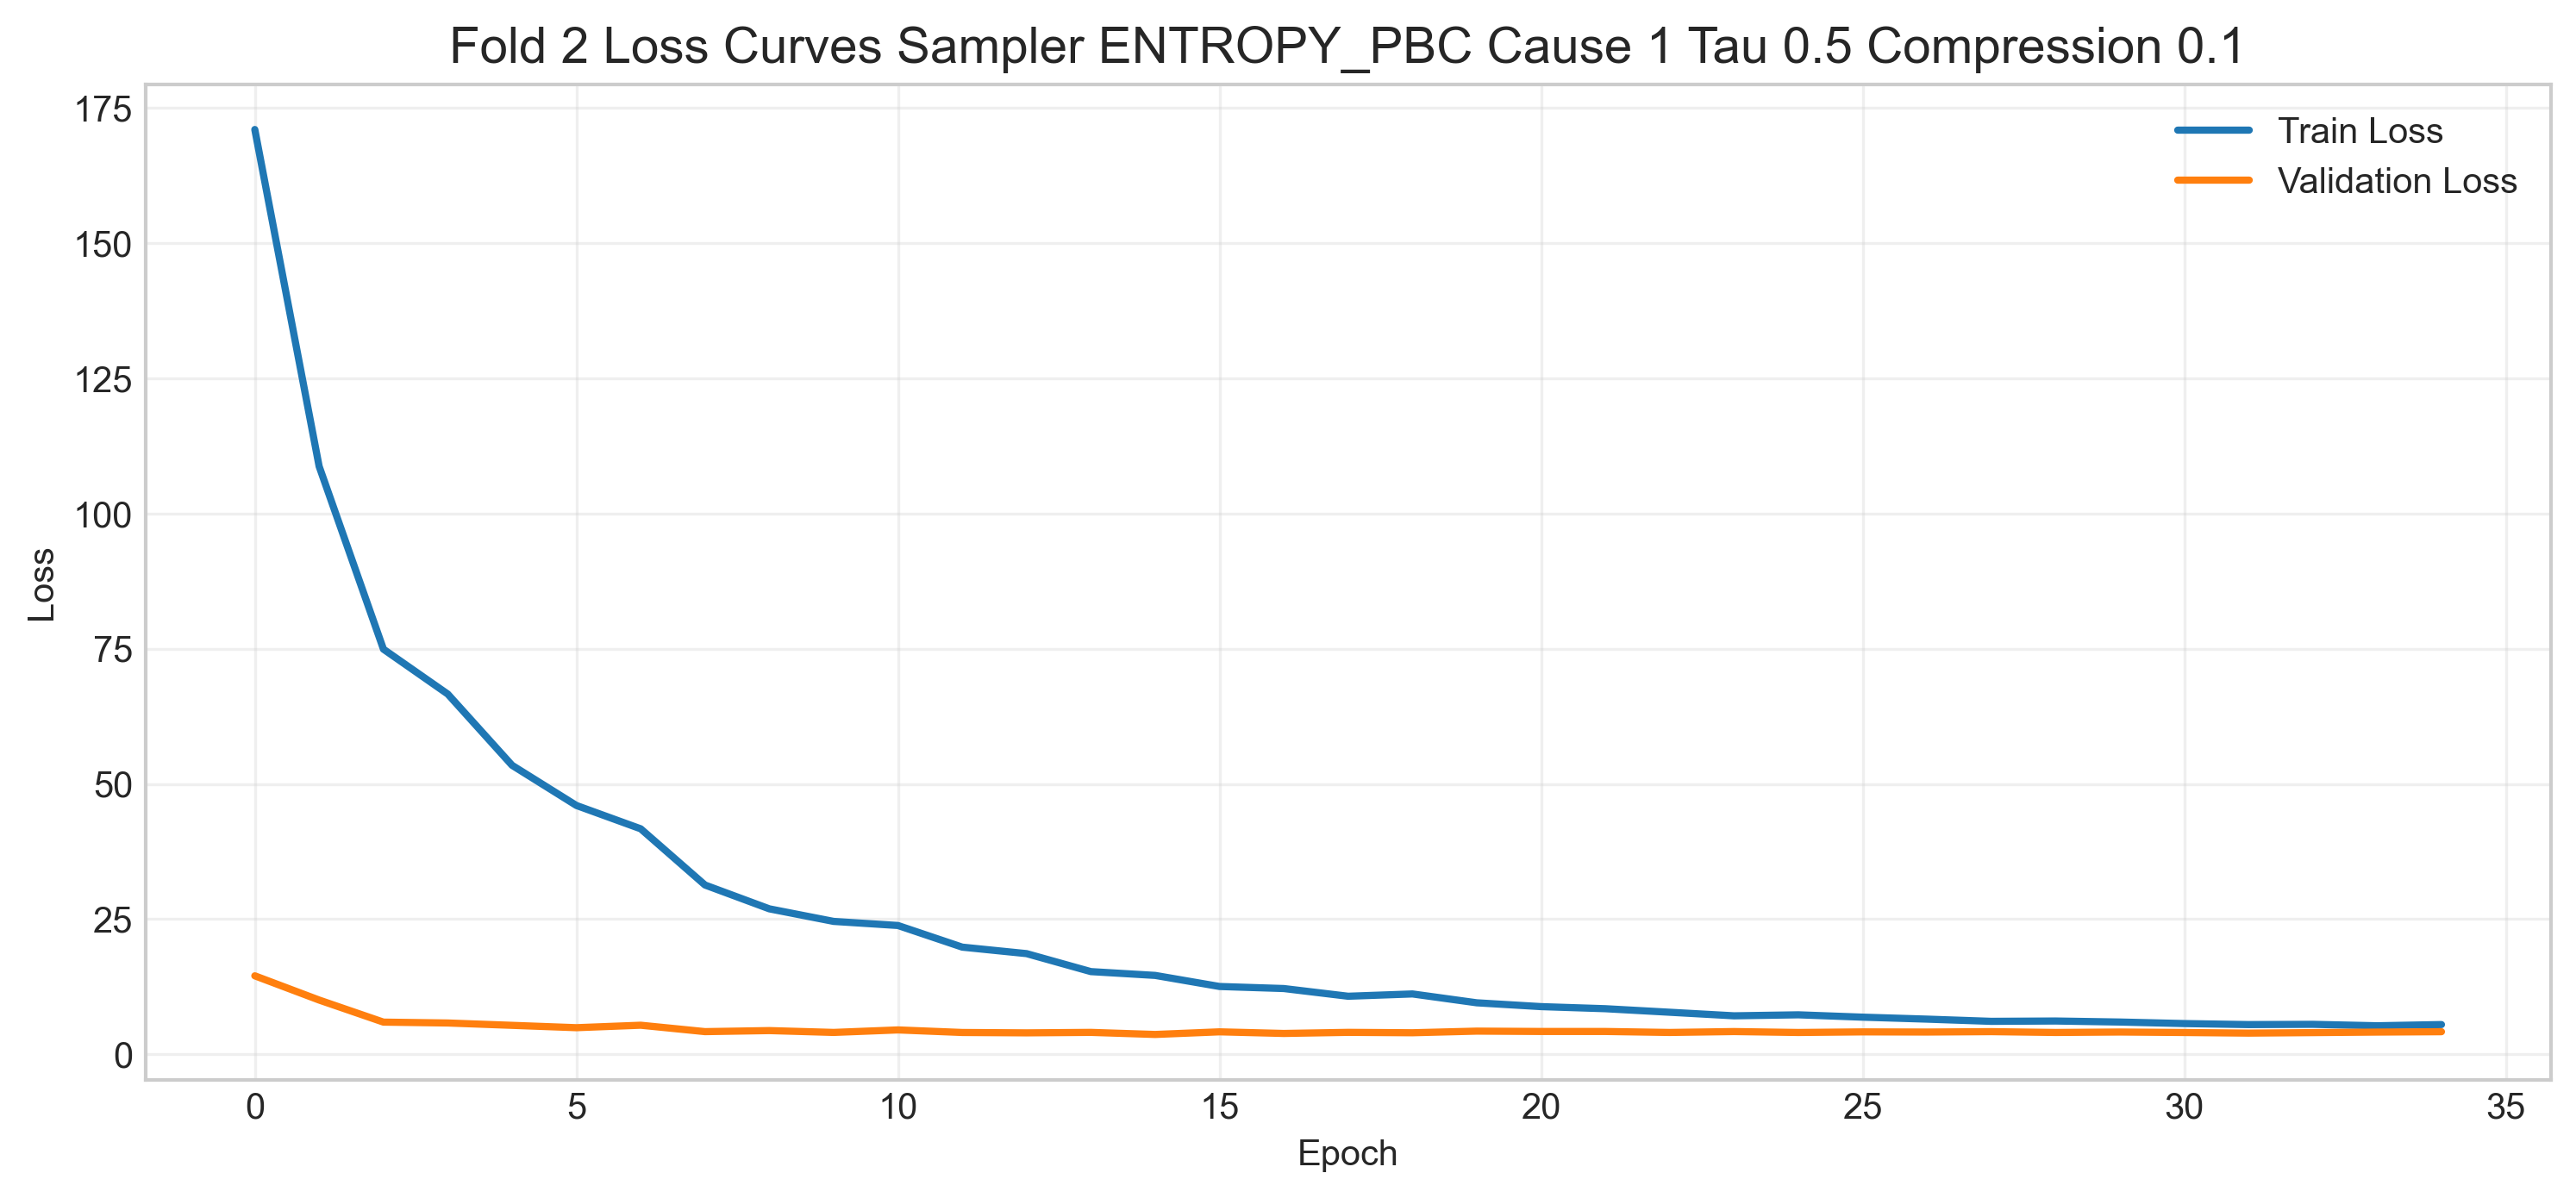 Fold 2 Loss Curves Sampler ENTROPY_PBC Cause 1 Tau 0.5 Compression 0.1
175
150
125
100
75
50
25
0
Loss
Train Loss
Validation Loss
0 5 10 15 20 25 30 35
Epoch